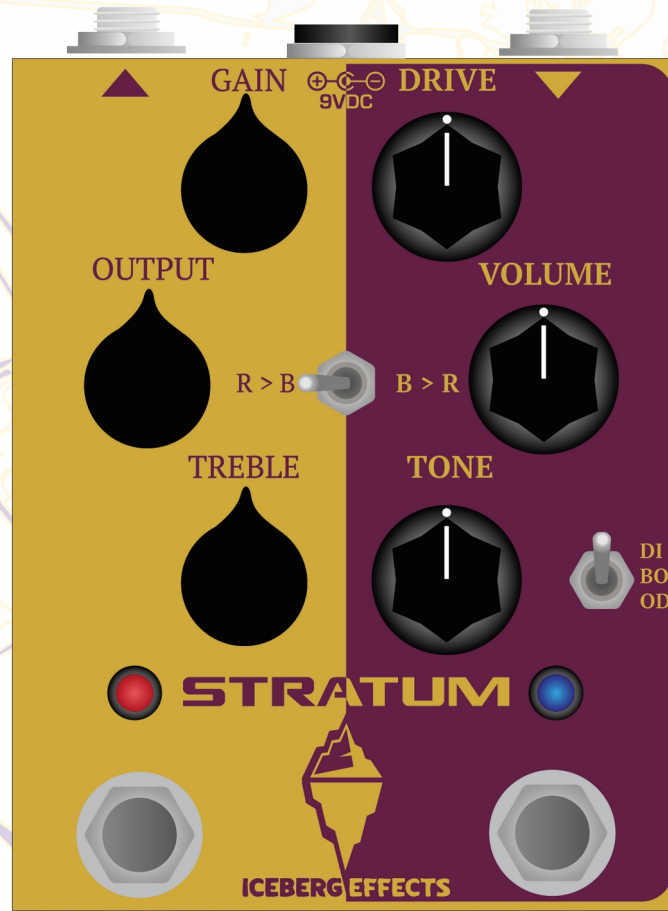 GAIN
DRIVE
9VDC
OUTPUT
VOLUME
R > B
B > R
TREBLE
TONE
DI
BO
OD
STRATUM
ICEBERG EFFECTS